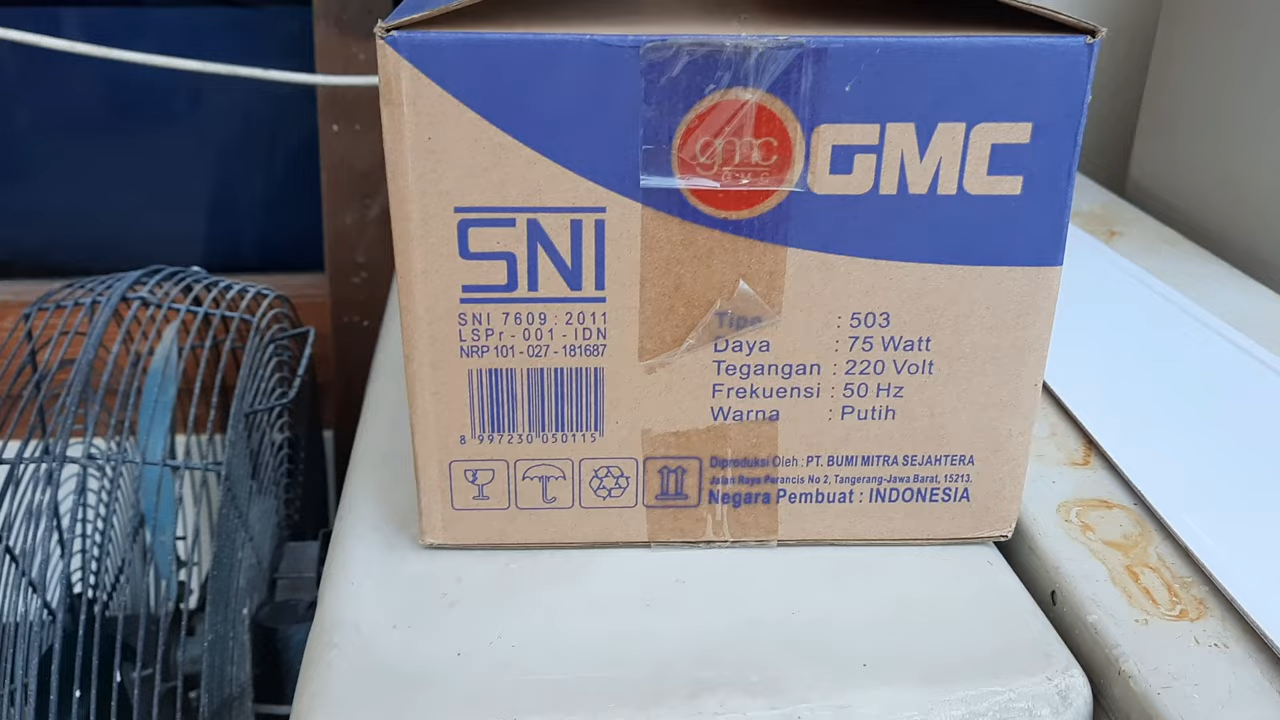 gmc
GMC
GMC
SNI
SNI 7609 : 2011
LSPr - 001 - IDN
NRP 101 - 027 - 181687
8 997230 050115
Tipe : 503
Daya : 75 Watt
Tegangan : 220 Volt
Frekuensi : 50 Hz
Warna : Putih
Diproduksi Oleh : PT. BUMI MITRA SEJAHTERA
Jalan Raya Perancis No 2, Tangerang-Jawa Barat, 15213.
Negara Pembuat : INDONESIA